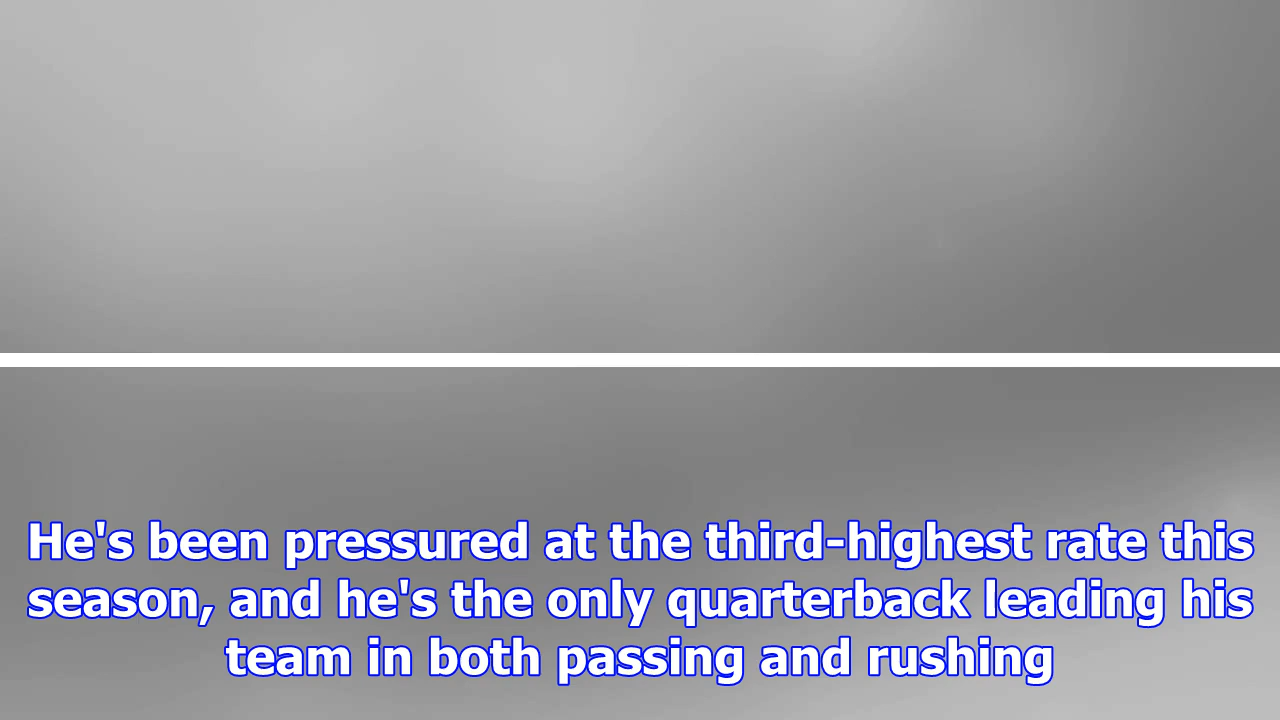 He's been pressured at the third-highest rate this
season, and he's the only quarterback leading his
team in both passing and rushing